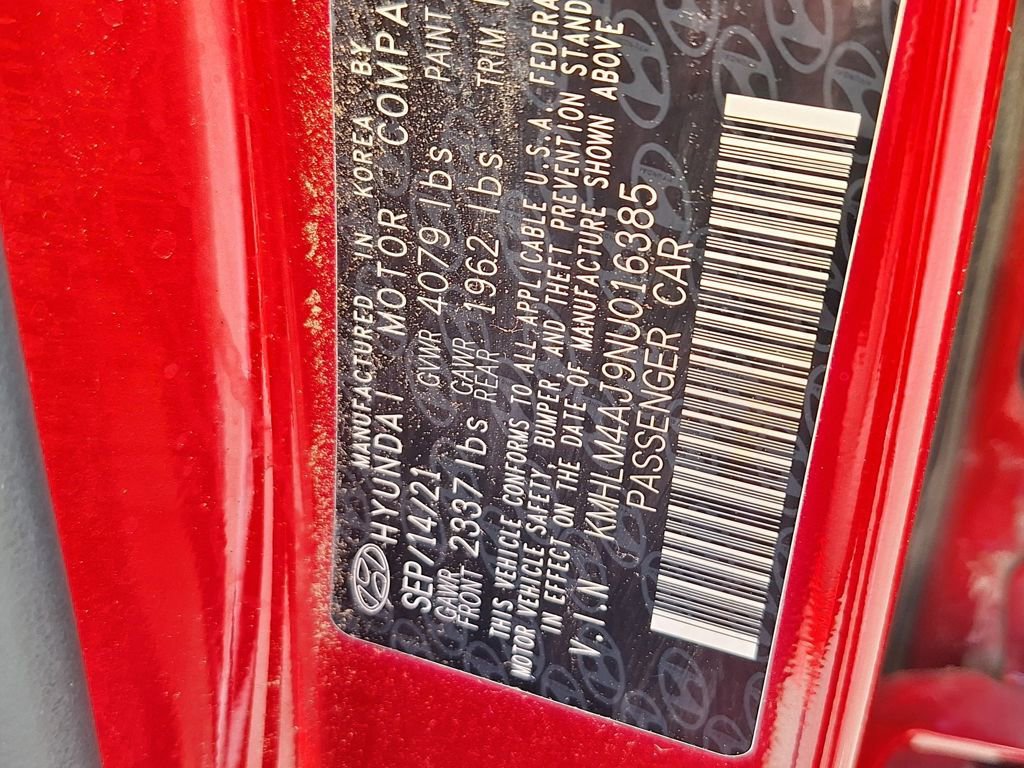 MANUFACTURED IN KOREA BY
HYUNDAI MOTOR COMPA
SEP/14/21 GVWR 4079 lbs PAINT
GAWR FRONT 2337 lbs GAWR REAR 1962 lbs TRIM
THIS VEHICLE CONFORMS TO ALL APPLICABLE U.S.A. FEDERA
MOTOR VEHICLE SAFETY, BUMPER, AND THEFT PREVENTION STAND
IN EFFECT ON THE DATE OF MANUFACTURE SHOWN ABOVE
V.I.N KMHLM4AJ9NU016385
PASSENGER CAR